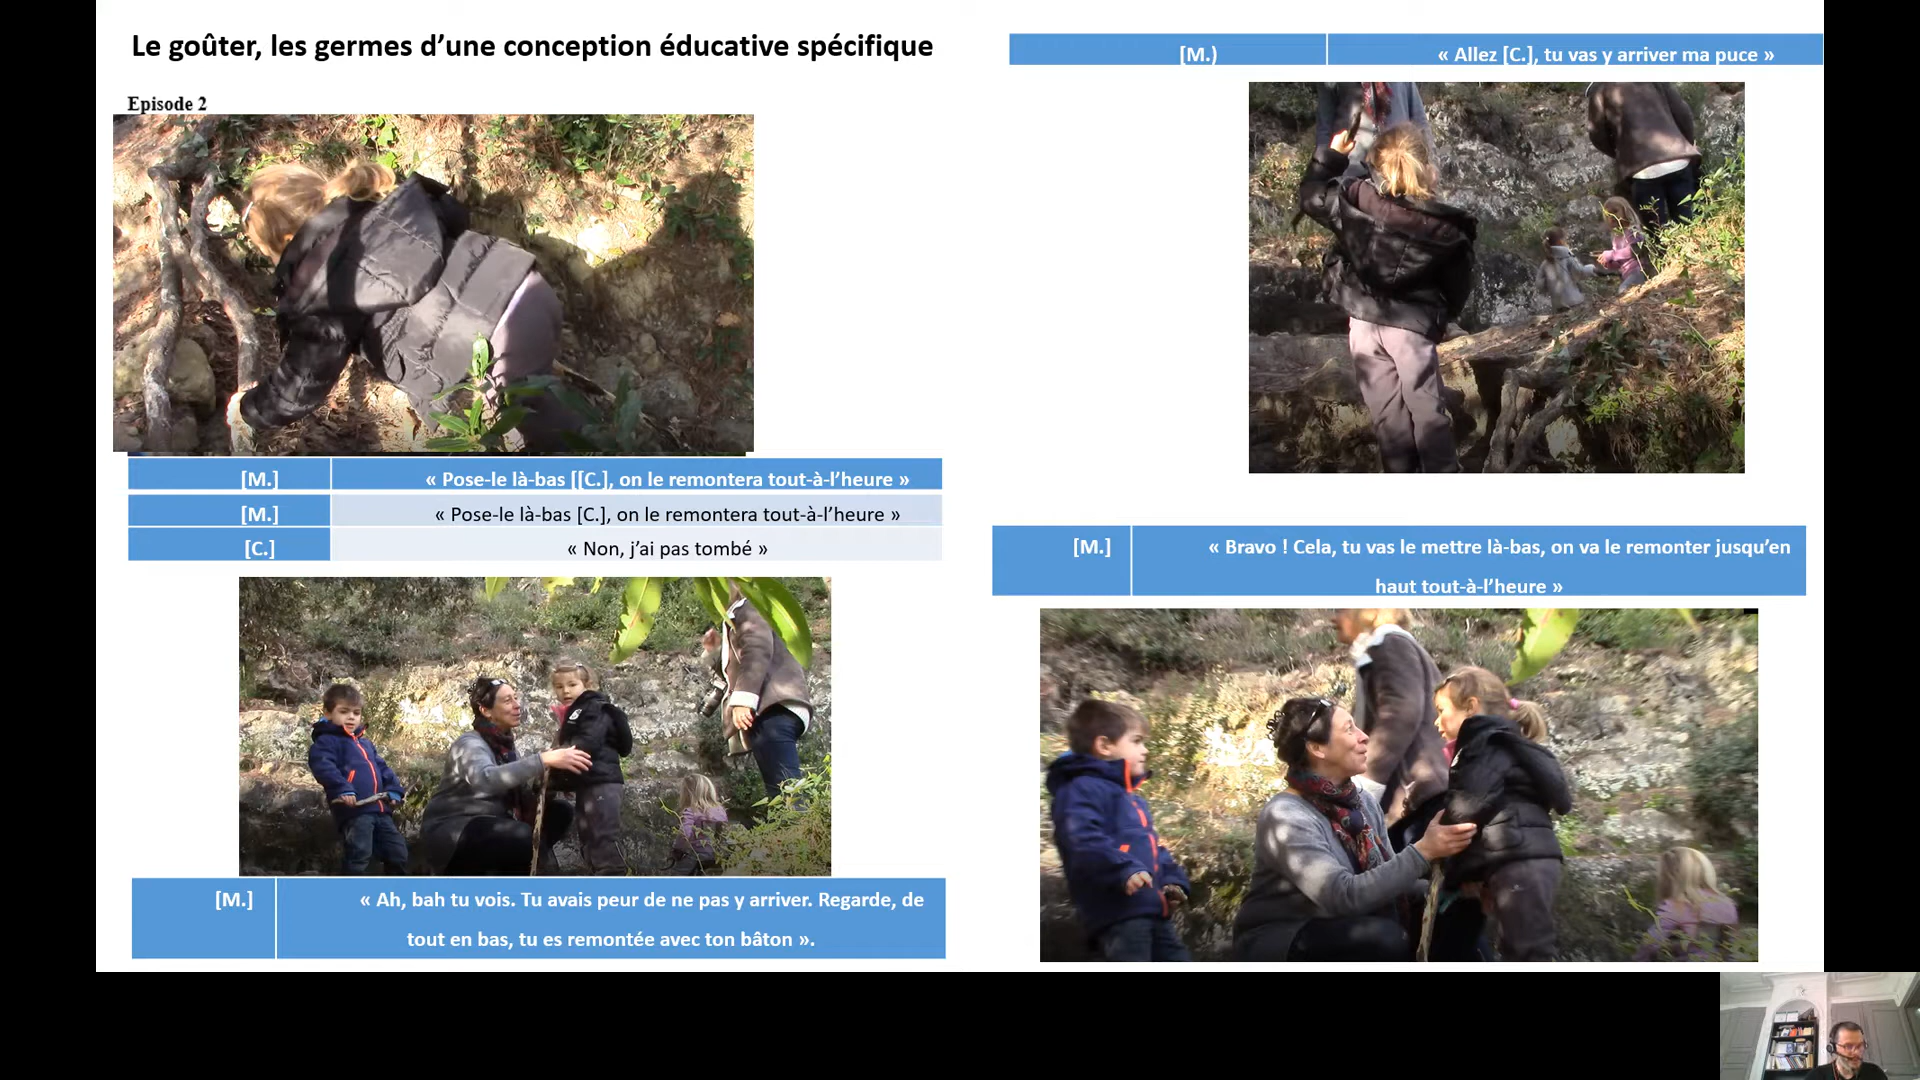 Le goûter, les germes d’une conception éducative spécifique
Episode 2
[M.] « Pose-le là-bas [[C.], on le remontera tout-à-l’heure »
[M.] « Pose-le là-bas [C.], on le remontera tout-à-l’heure »
[C.] « Non, j’ai pas tombé »
[M.] « Ah, bah tu vois. Tu avais peur de ne pas y arriver. Regarde, de
tout en bas, tu es remontée avec ton bâton ».
[M.) « Allez [C.], tu vas y arriver ma puce »
[M.] « Bravo ! Cela, tu vas le mettre là-bas, on va le remonter jusqu’en
haut tout-à-l’heure »